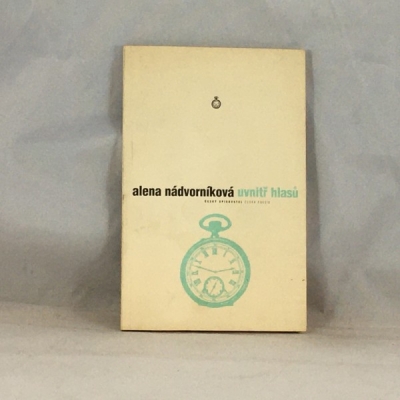 alena nádvorníková uvnitř hlasů